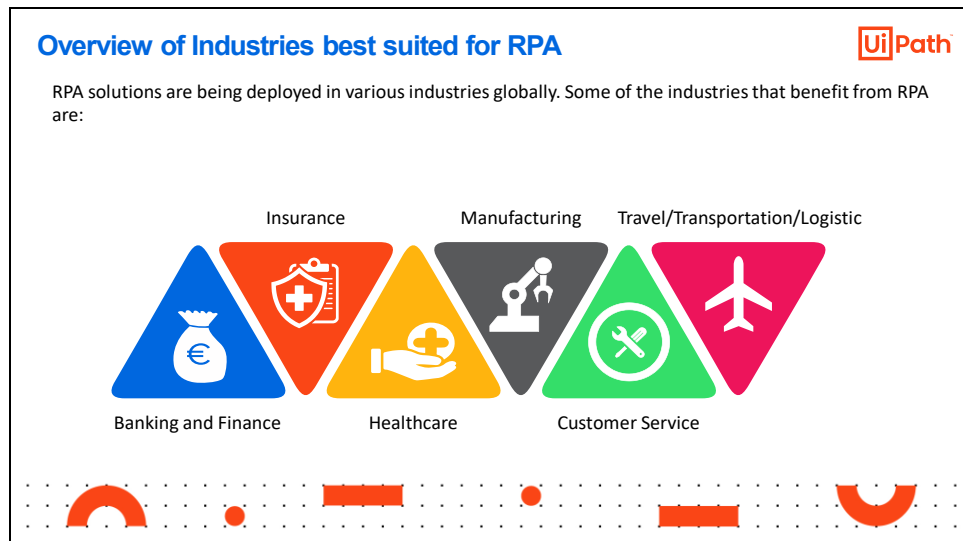 Overview of Industries best suited for RPA
UiPath
RPA solutions are being deployed in various industries globally. Some of the industries that benefit from RPA
are:
Insurance
Manufacturing
Travel/Transportation/Logistic
€
Banking and Finance
Healthcare
Customer Service